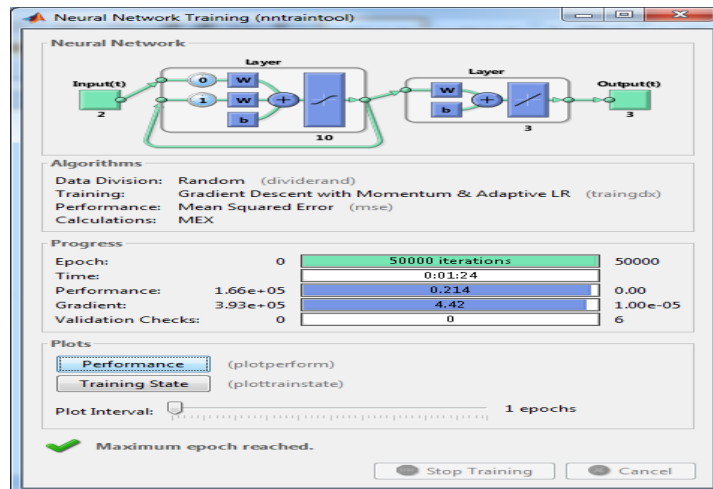 Neural Network Training (nntraintool)
Neural Network
Layer
Layer
Input(t)
0 W
1 W
b
+
2
10
W
b
+
3
Output(t)
3
Algorithms
Data Division: Random (dividerand)
Training: Gradient Descent with Momentum & Adaptive LR (traingdx)
Performance: Mean Squared Error (mse)
Calculations: MEX
Progress
Epoch: 0 50000 iterations 50000
Time: 0:01:24
Performance: 1.66e+05 0.214 0.00
Gradient: 3.93e+05 4.42 1.00e-05
Validation Checks: 0 0 6
Plots
Performance (plotperform)
Training State (plottrainstate)
Plot Interval: 1 epochs
Maximum epoch reached.
Stop Training Cancel